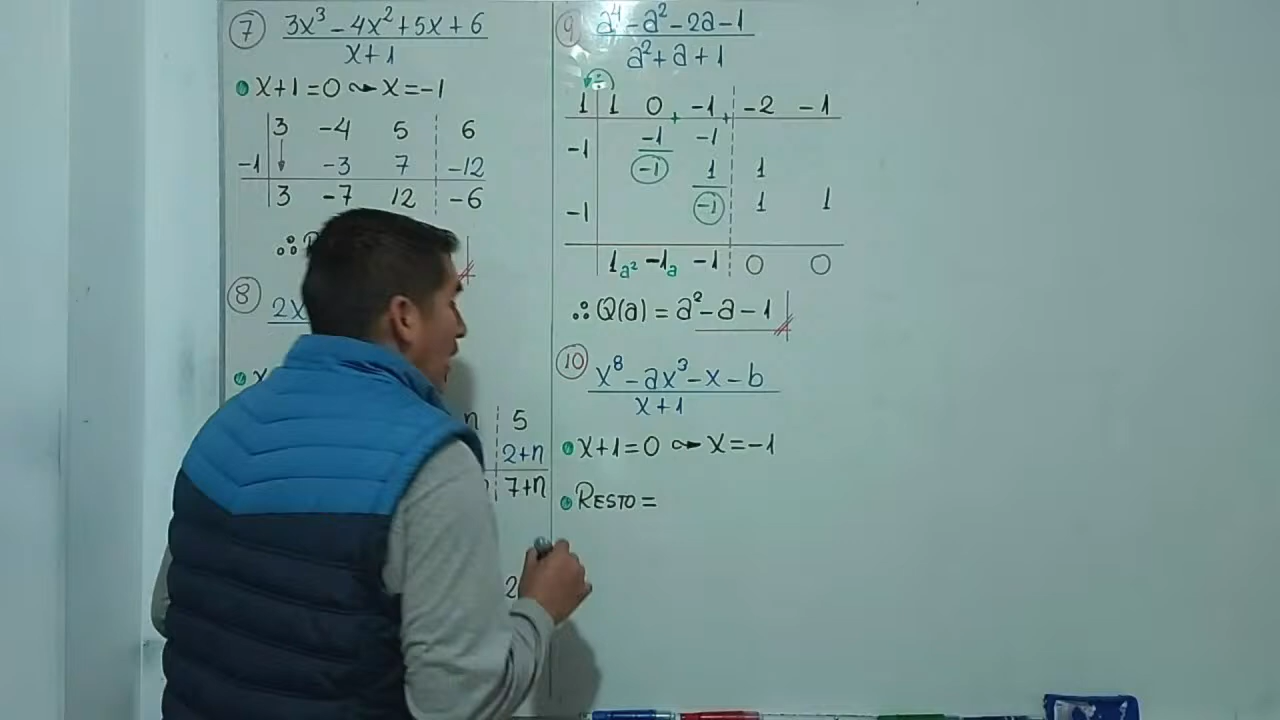 7 3x³ - 4x² + 5x + 6
x + 1
x + 1 = 0 ⇝ x = -1
3 -4 5 6
-1 -3 7 -12
3 -7 12 -6
∴
8 2x
x
n 5
2+n
7+n
2
9 a⁴ - a² - 2a - 1
a² + a + 1
÷
1 1 0 + -1 + -2 -1
-1 -1 -1
-1 1 1
-1 -1 1 1
1a² -1a -1 0 0
∴ Q(a) = a² - a - 1
10 x⁸ - ax³ - x - b
x + 1
x + 1 = 0 ⇝ x = -1
RESTO =